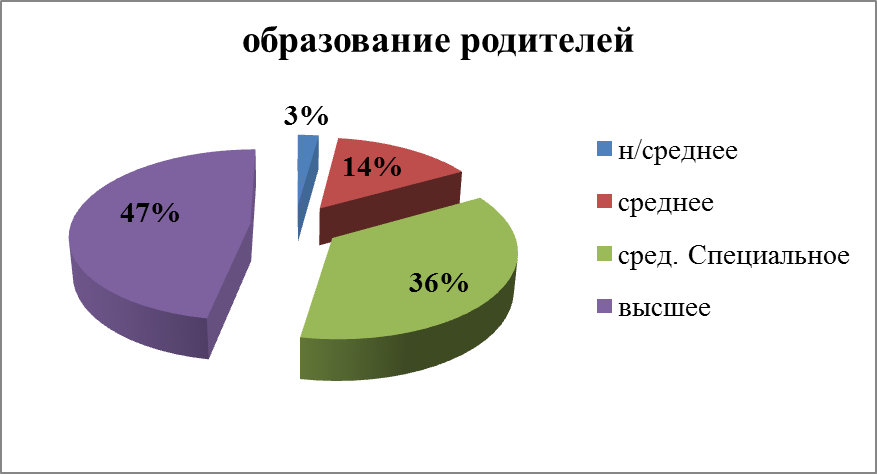 образование родителей
3%
14%
47%
36%
н/среднее
среднее
сред. Специальное
высшее